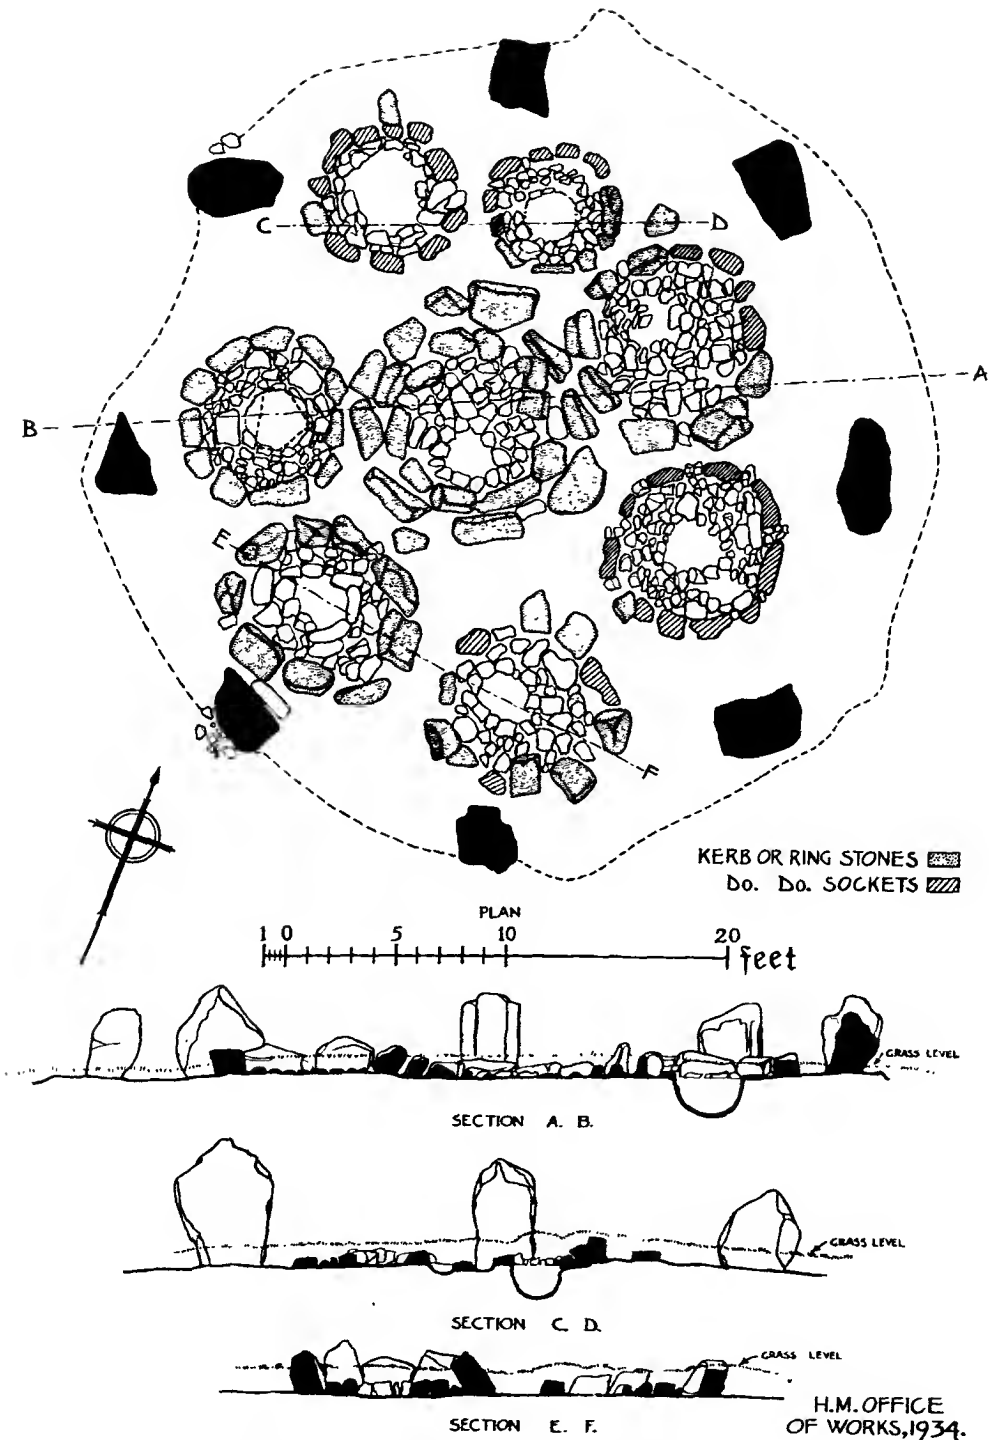 C
D
A
B
E
F
KERB OR RING STONES
Do. Do. SOCKETS
PLAN
1 0 5 10 20 feet
GRASS LEVEL
SECTION A. B.
GRASS LEVEL
SECTION C. D.
GRASS LEVEL
SECTION E. F.
H.M. OFFICE
OF WORKS, 1934.